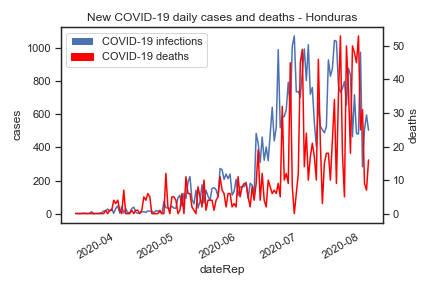 New COVID-19 daily cases and deaths - Honduras
COVID-19 infections
COVID-19 deaths
1000
800
600
400
200
0
cases
50
40
30
20
10
0
deaths
2020-04
2020-05
2020-06
2020-07
2020-08
dateRep